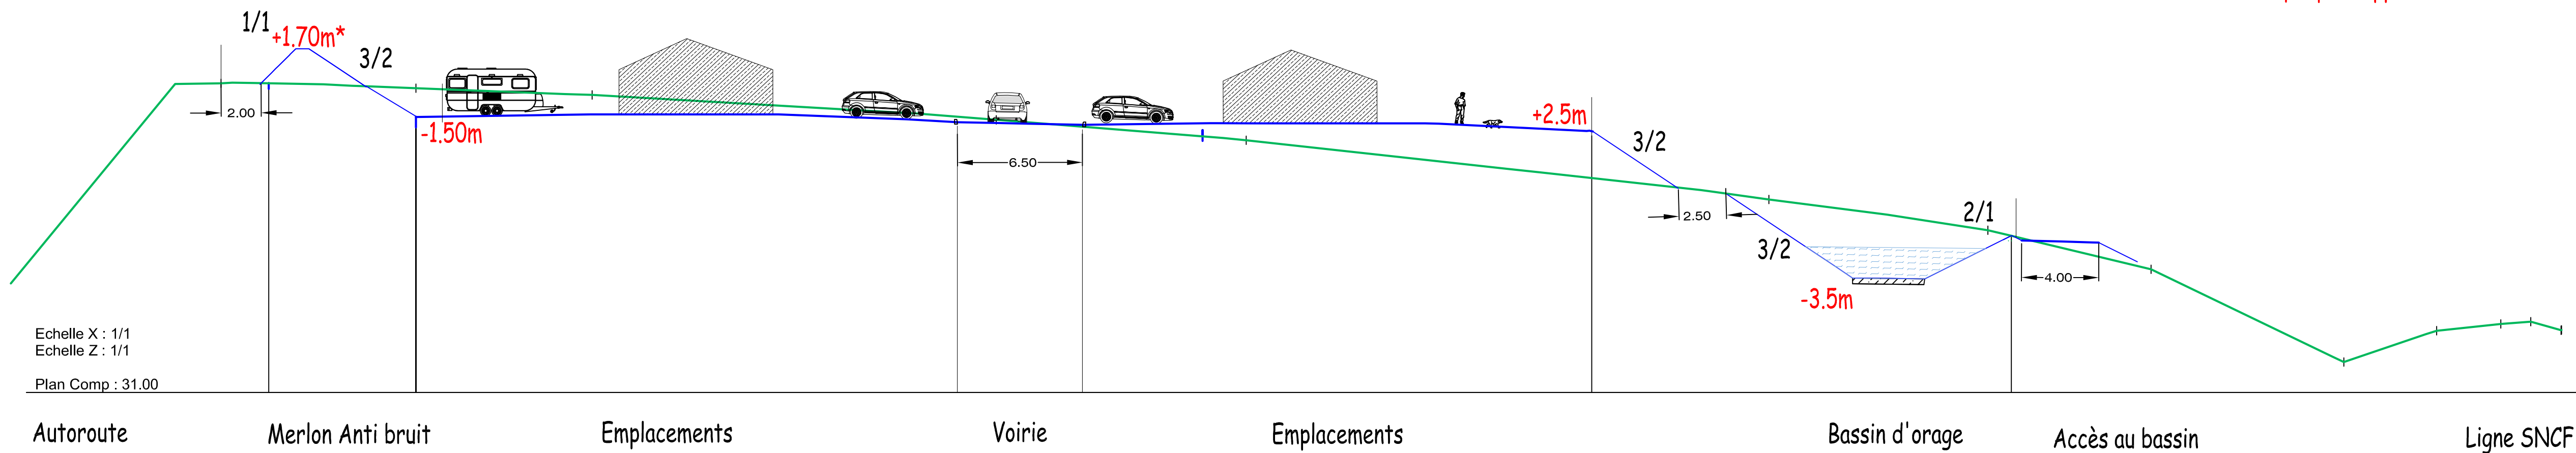 1/1
+1.70m*
3/2
2.00
-1.50m
6.50
+2.5m
3/2
2.50
3/2
-3.5m
2/1
4.00
Echelle X : 1/1
Echelle Z : 1/1
Plan Comp : 31.00
Autoroute
Merlon Anti bruit
Emplacements
Voirie
Emplacements
Bassin d'orage
Accès au bassin
Ligne SNCF